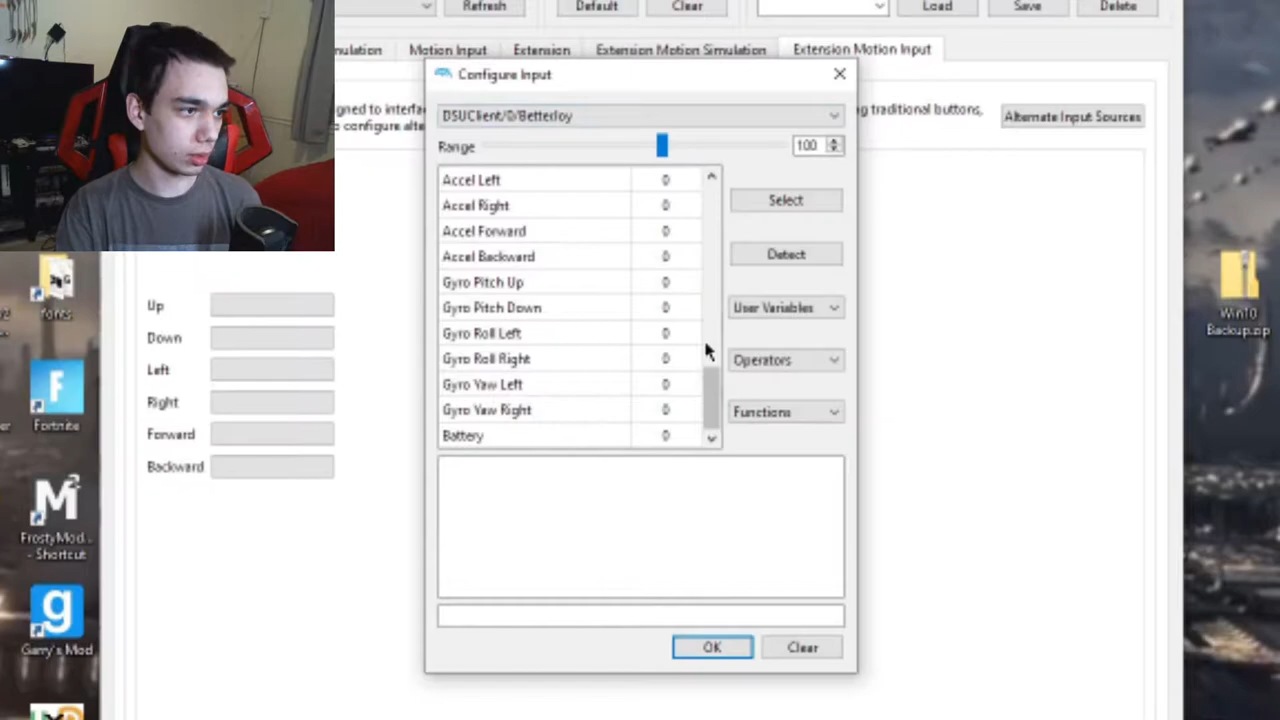 Refresh
Default
Clear
Load
Save
Delete
nulation
Motion Input
Extension
Extension Motion Simulation
Extension Motion Input
Configure Input
DSUClient/0/BetterJoy
gned to interfa
ng traditional buttons,
o configure alte
Alternate Input Sources
Range
100
Accel Left 0
Accel Right 0
Accel Forward 0
Accel Backward 0
Gyro Pitch Up 0
Gyro Pitch Down 0
Gyro Roll Left 0
Gyro Roll Right 0
Gyro Yaw Left 0
Gyro Yaw Right 0
Battery 0
Select
Detect
User Variables
Operators
Functions
OK
Clear
Up
Down
Left
Right
Forward
Backward
fonts
Fortnite
FrostyMod...
- Shortcut
Garry's Mod
Win10
Backup.zip